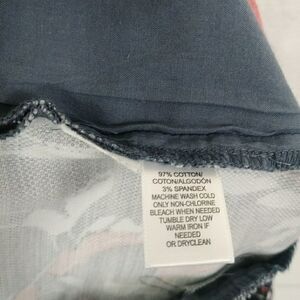 97% COTTON/
COTON/ALGODÓN
3% SPANDEX
MACHINE WASH COLD
ONLY NON-CHLORINE
BLEACH WHEN NEEDED
TUMBLE DRY LOW
WARM IRON IF
NEEDED
OR DRYCLEAN